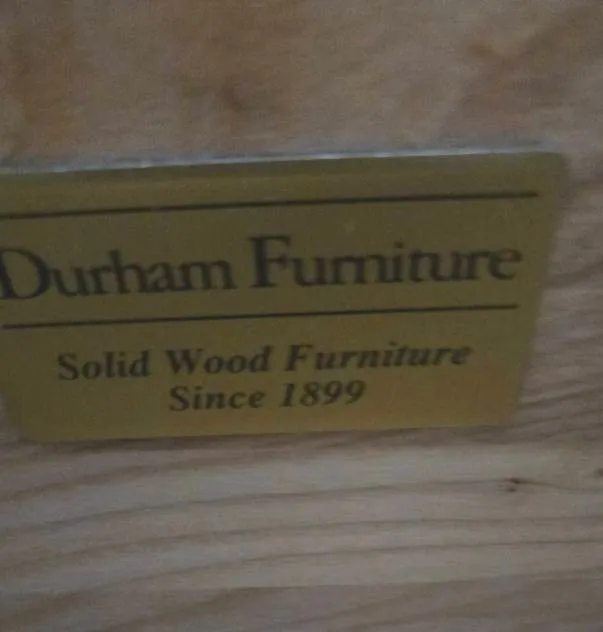 Durham Furniture
Solid Wood Furniture
Since 1899